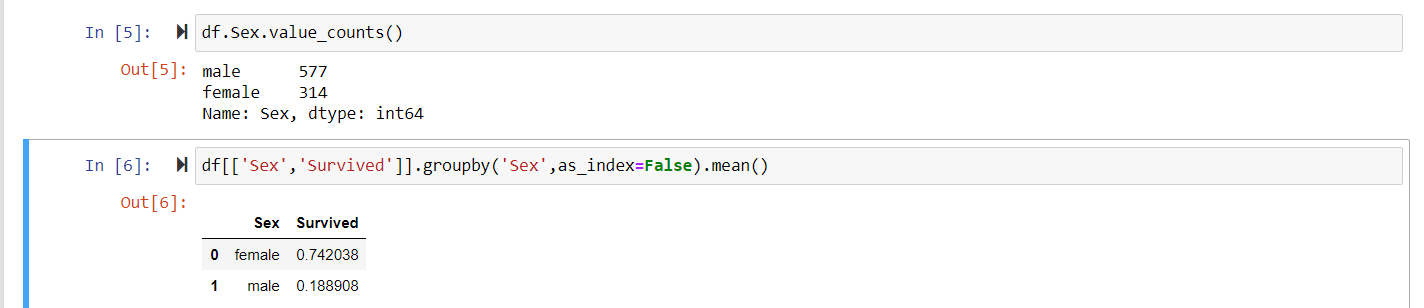 In [5]: df.Sex.value_counts()
Out[5]: male 577
female 314
Name: Sex, dtype: int64
In [6]: df[['Sex','Survived']].groupby('Sex',as_index=False).mean()
Out[6]:
Sex Survived
0 female 0.742038
1 male 0.188908